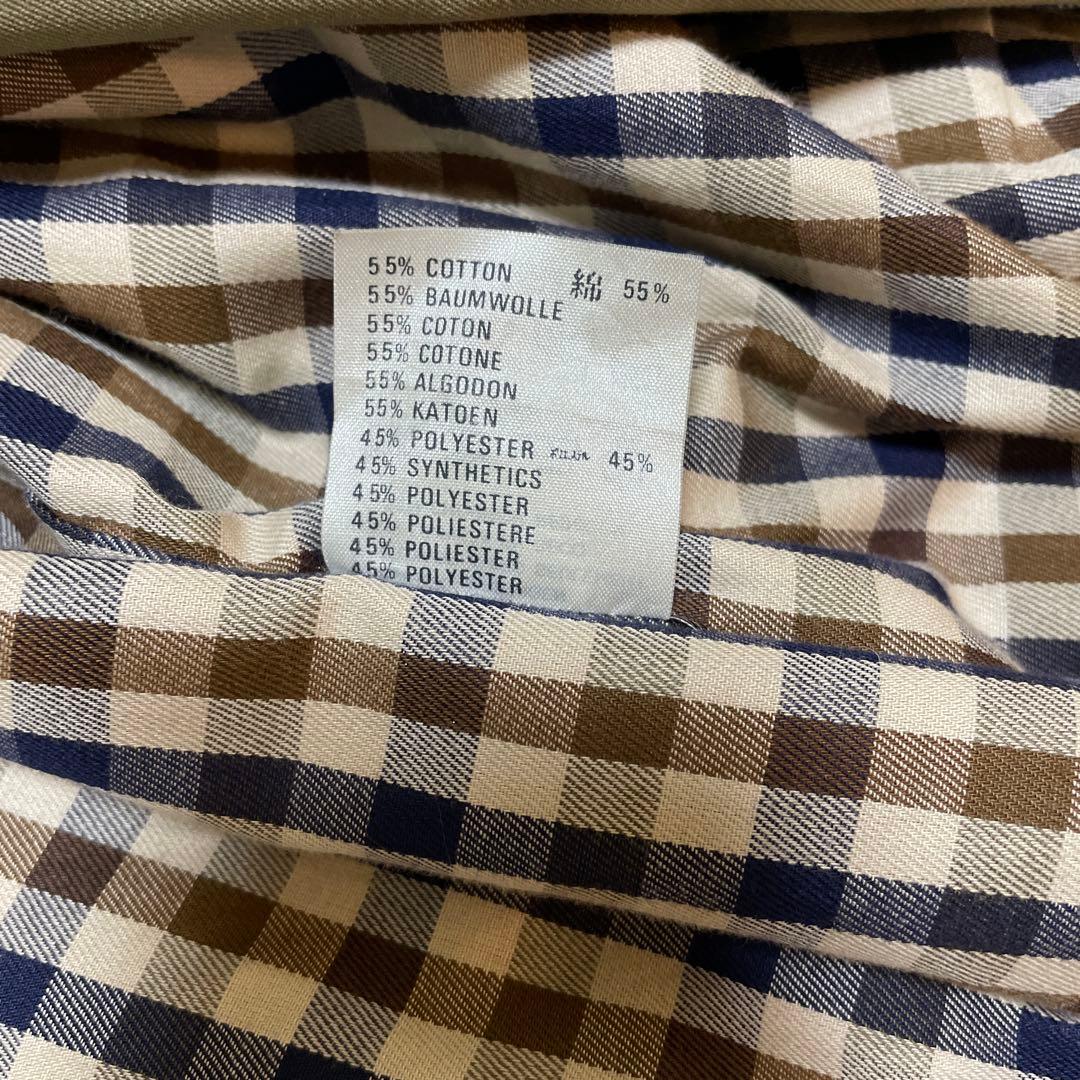 55% COTTON 綿 55%
55% BAUMWOLLE
55% COTON
55% COTONE
55% ALGODON
55% KATOEN
45% POLYESTER ポリエステル 45%
45% SYNTHETICS
45% POLYESTER
45% POLIESTERE
45% POLIESTER
45% POLYESTER